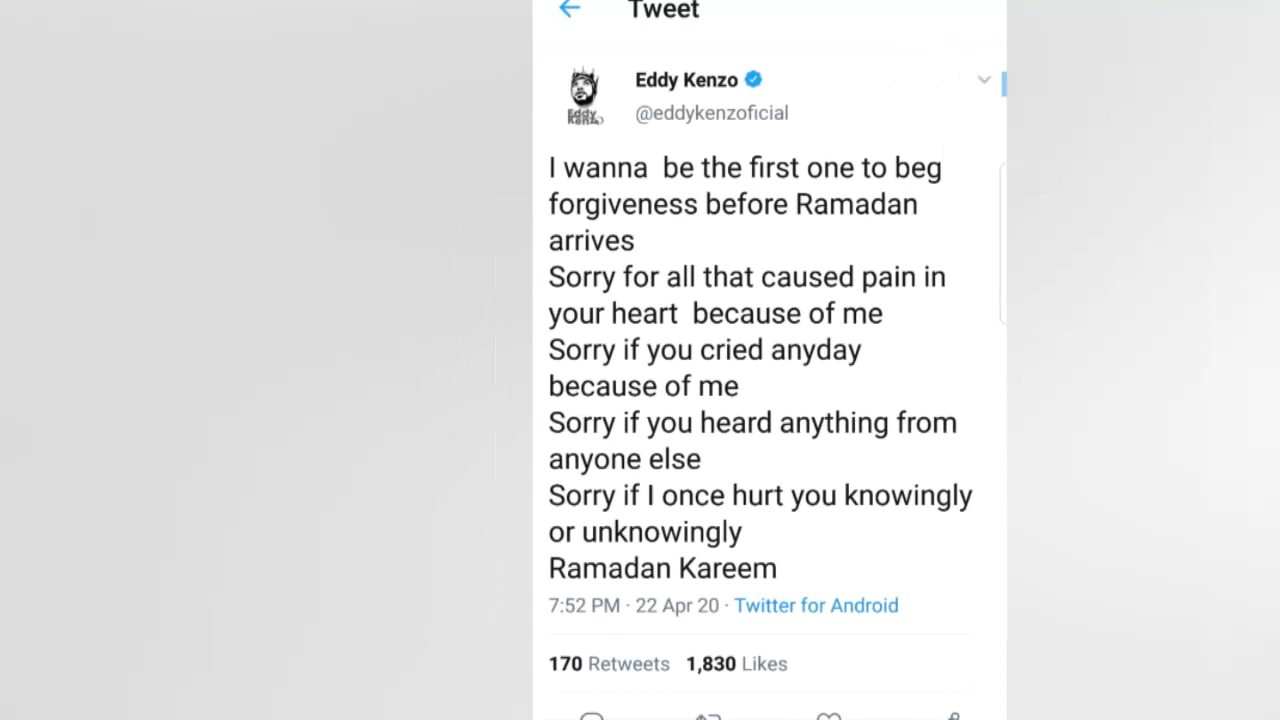 Tweet
Eddy Kenzo
@eddykenzoficial
I wanna  be the first one to beg
forgiveness before Ramadan
arrives
Sorry for all that caused pain in
your heart  because of me
Sorry if you cried anyday
because of me
Sorry if you heard anything from
anyone else
Sorry if I once hurt you knowingly
or unknowingly
Ramadan Kareem
7:52 PM · 22 Apr 20 · Twitter for Android
170 Retweets 1,830 Likes